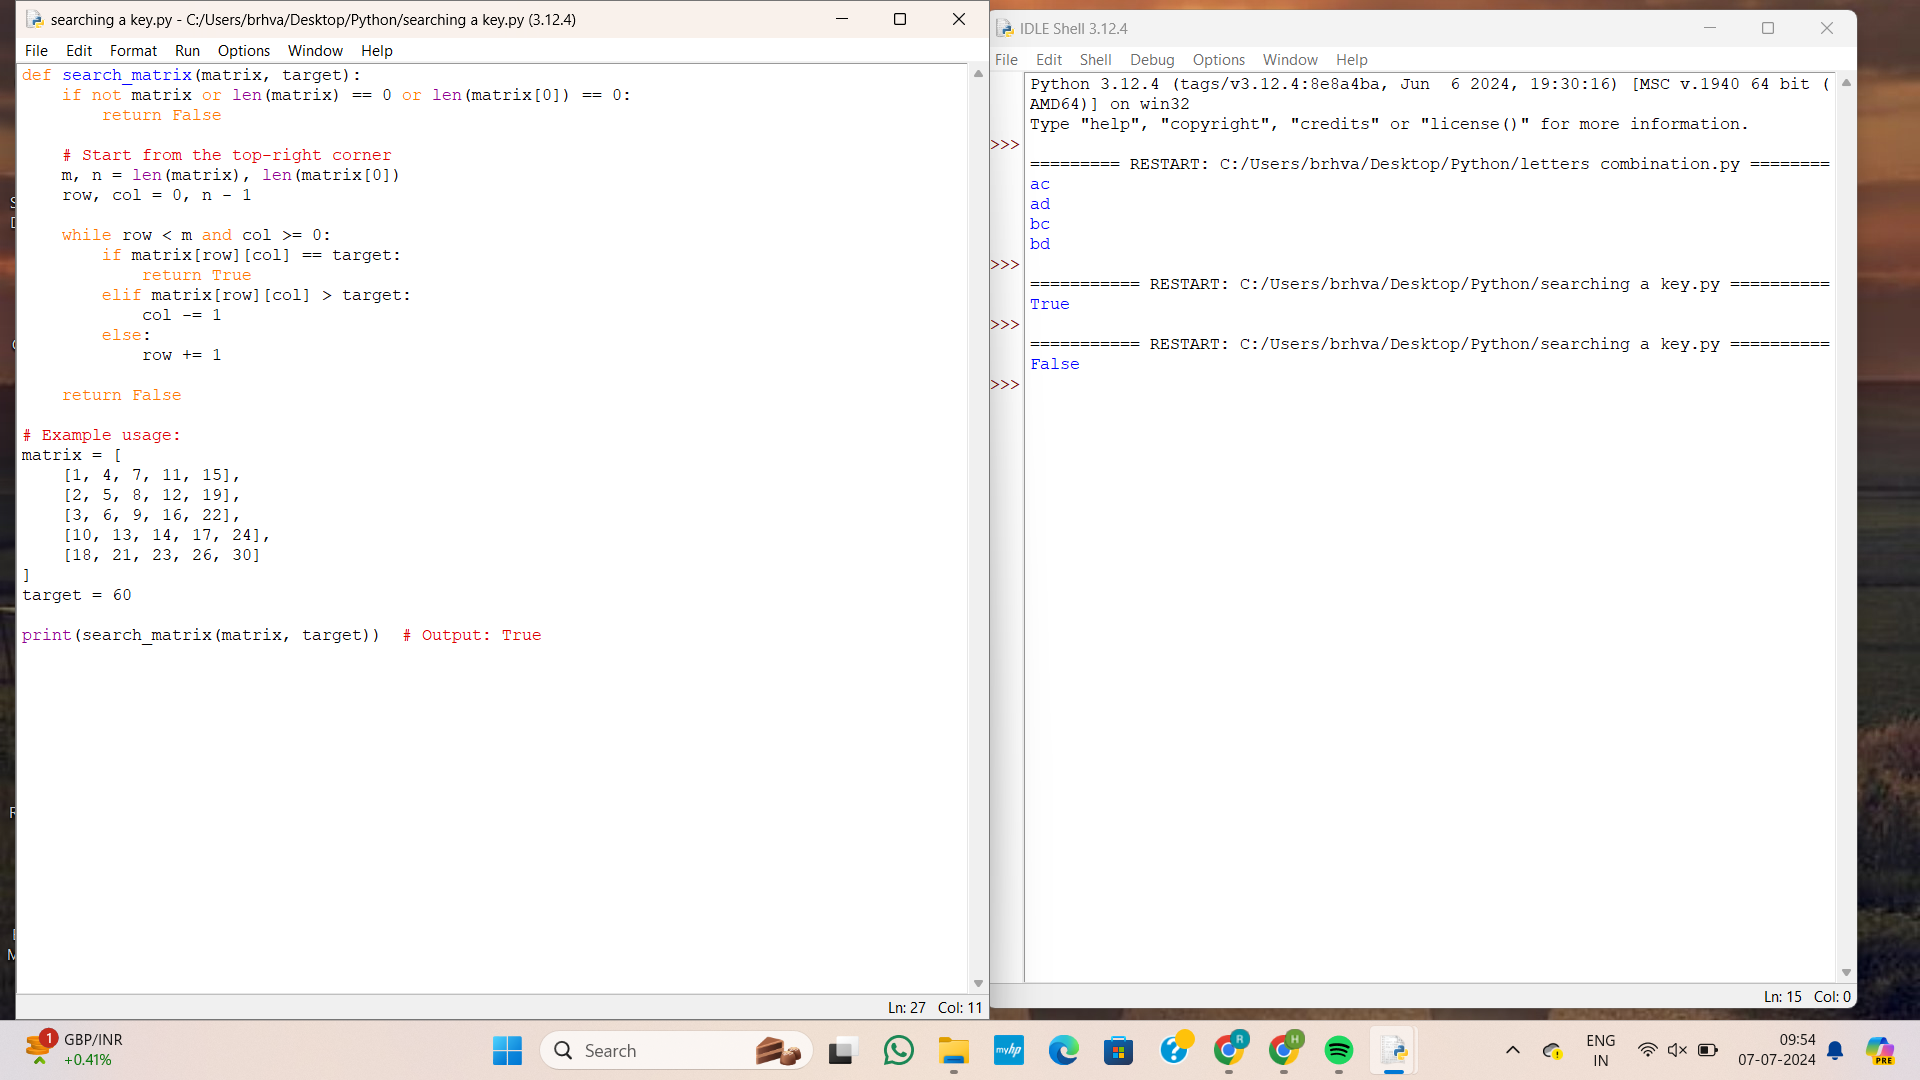 searching a key.py - C:/Users/brhva/Desktop/Python/searching a key.py (3.12.4)
File Edit Format Run Options Window Help
def search_matrix(matrix, target):
    if not matrix or len(matrix) == 0 or len(matrix[0]) == 0:
        return False

    # Start from the top-right corner
    m, n = len(matrix), len(matrix[0])
    row, col = 0, n - 1

    while row < m and col >= 0:
        if matrix[row][col] == target:
            return True
        elif matrix[row][col] > target:
            col -= 1
        else:
            row += 1

    return False

# Example usage:
matrix = [
    [1, 4, 7, 11, 15],
    [2, 5, 8, 12, 19],
    [3, 6, 9, 16, 22],
    [10, 13, 14, 17, 24],
    [18, 21, 23, 26, 30]
]
target = 60

print(search_matrix(matrix, target))  # Output: True
Ln: 27 Col: 11
IDLE Shell 3.12.4
File Edit Shell Debug Options Window Help
Python 3.12.4 (tags/v3.12.4:8e8a4ba, Jun  6 2024, 19:30:16) [MSC v.1940 64 bit (
AMD64)] on win32
Type "help", "copyright", "credits" or "license()" for more information.
>>>
========= RESTART: C:/Users/brhva/Desktop/Python/letters combination.py ========
ac
ad
bc
bd
>>>
=========== RESTART: C:/Users/brhva/Desktop/Python/searching a key.py ==========
True
>>>
=========== RESTART: C:/Users/brhva/Desktop/Python/searching a key.py ==========
False
>>>
Ln: 15 Col: 0
1
GBP/INR
+0.41%
Search
myhp
R
H
ENG
IN
09:54
07-07-2024
PRE